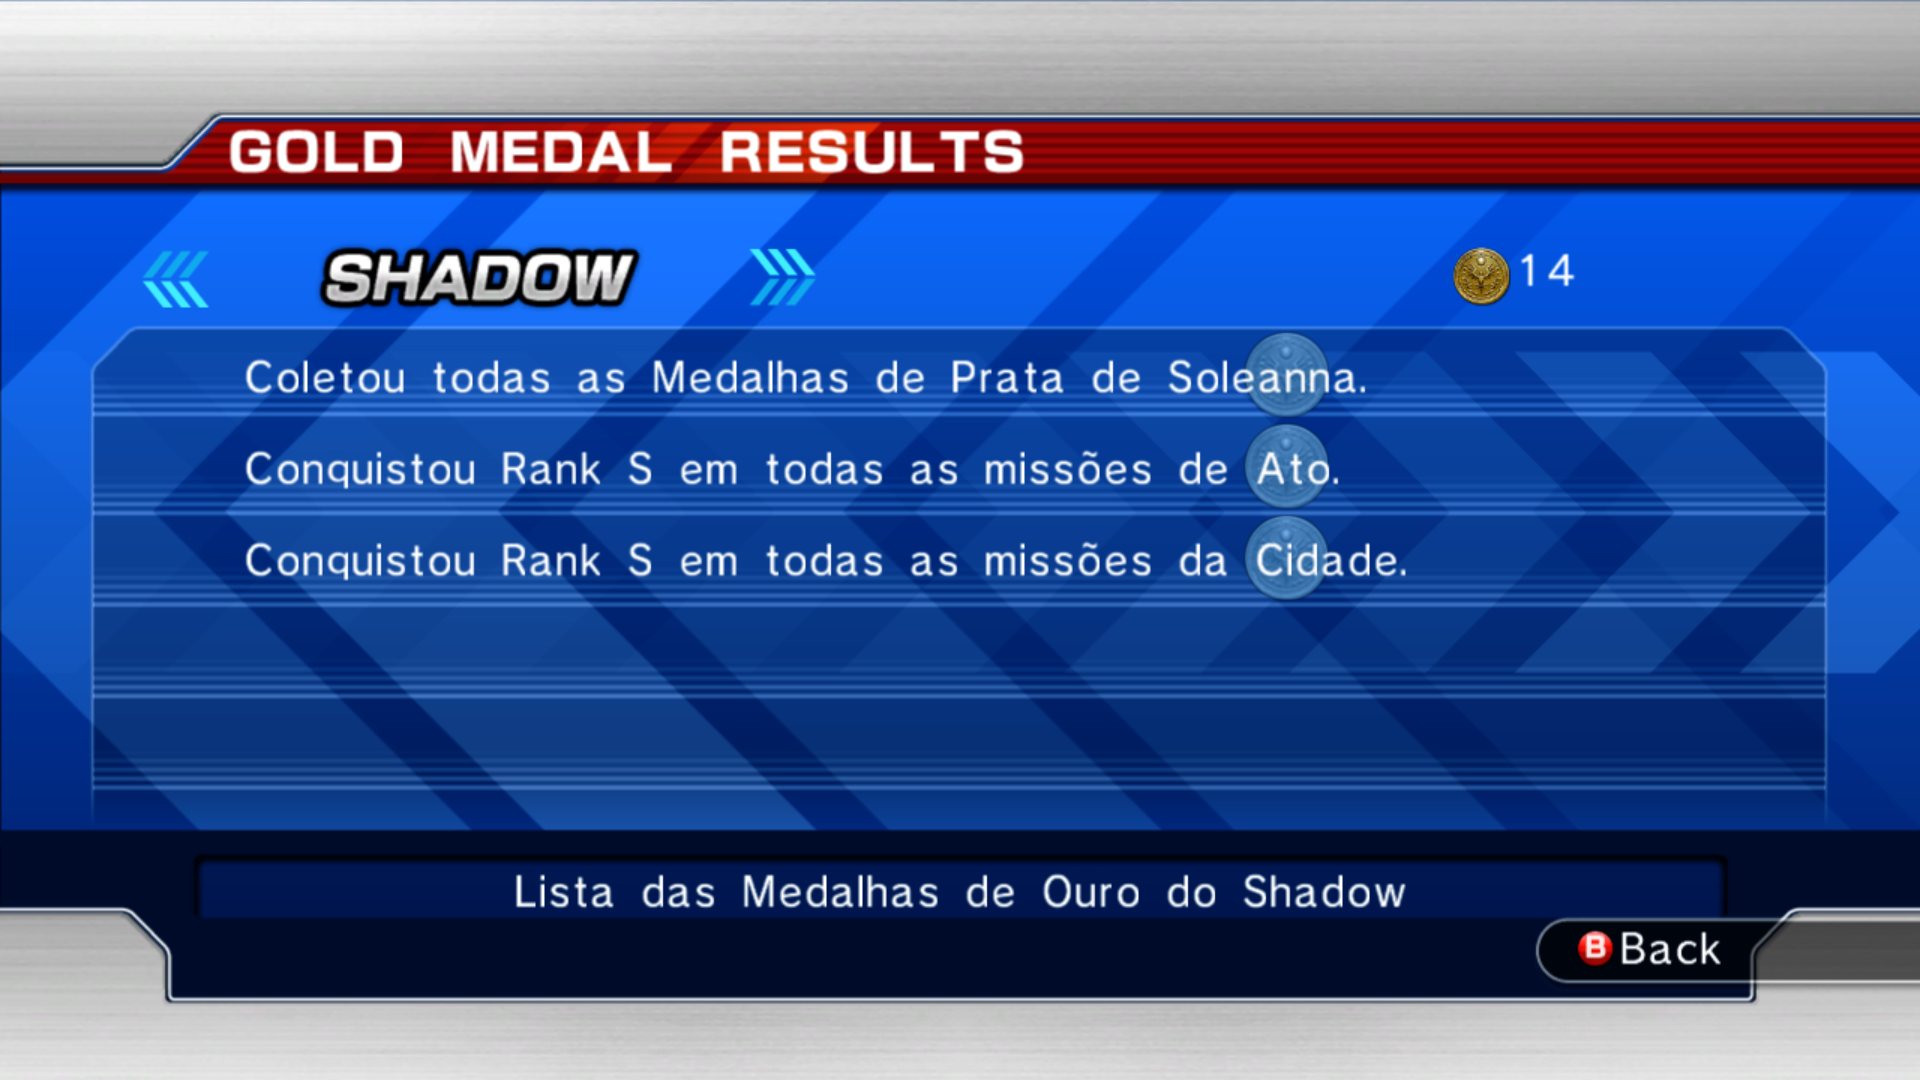 GOLD MEDAL RESULTS
SHADOW
14
Coletou todas as Medalhas de Prata de Soleanna.
Conquistou Rank S em todas as missões de Ato.
Conquistou Rank S em todas as missões da Cidade.
Lista das Medalhas de Ouro do Shadow
B Back